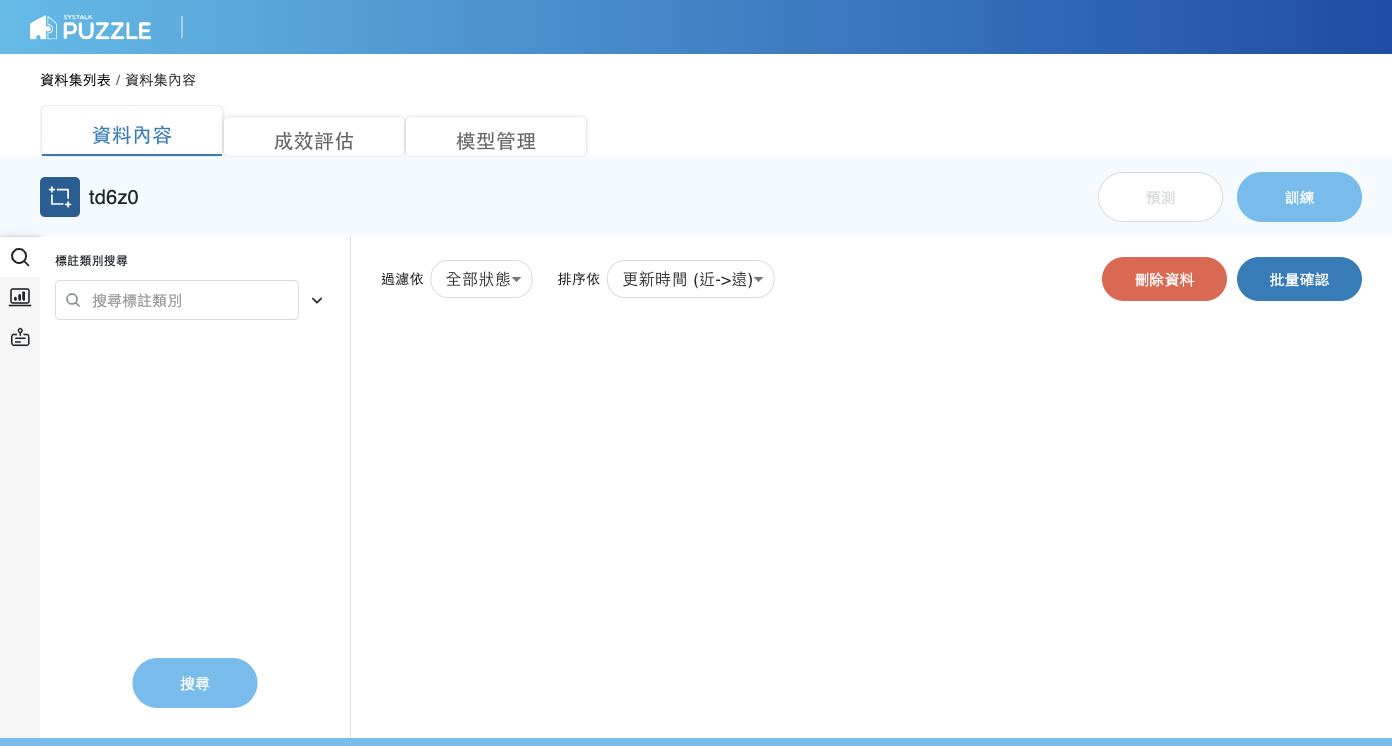 SYSTALK
PUZZLE
資料集列表 / 資料集內容
資料內容
成效評估
模型管理
td6z0
預測
訓練
標註類別搜尋
搜尋標註類別
過濾依 全部狀態 排序依 更新時間 (近->遠)
刪除資料
批量確認
搜尋